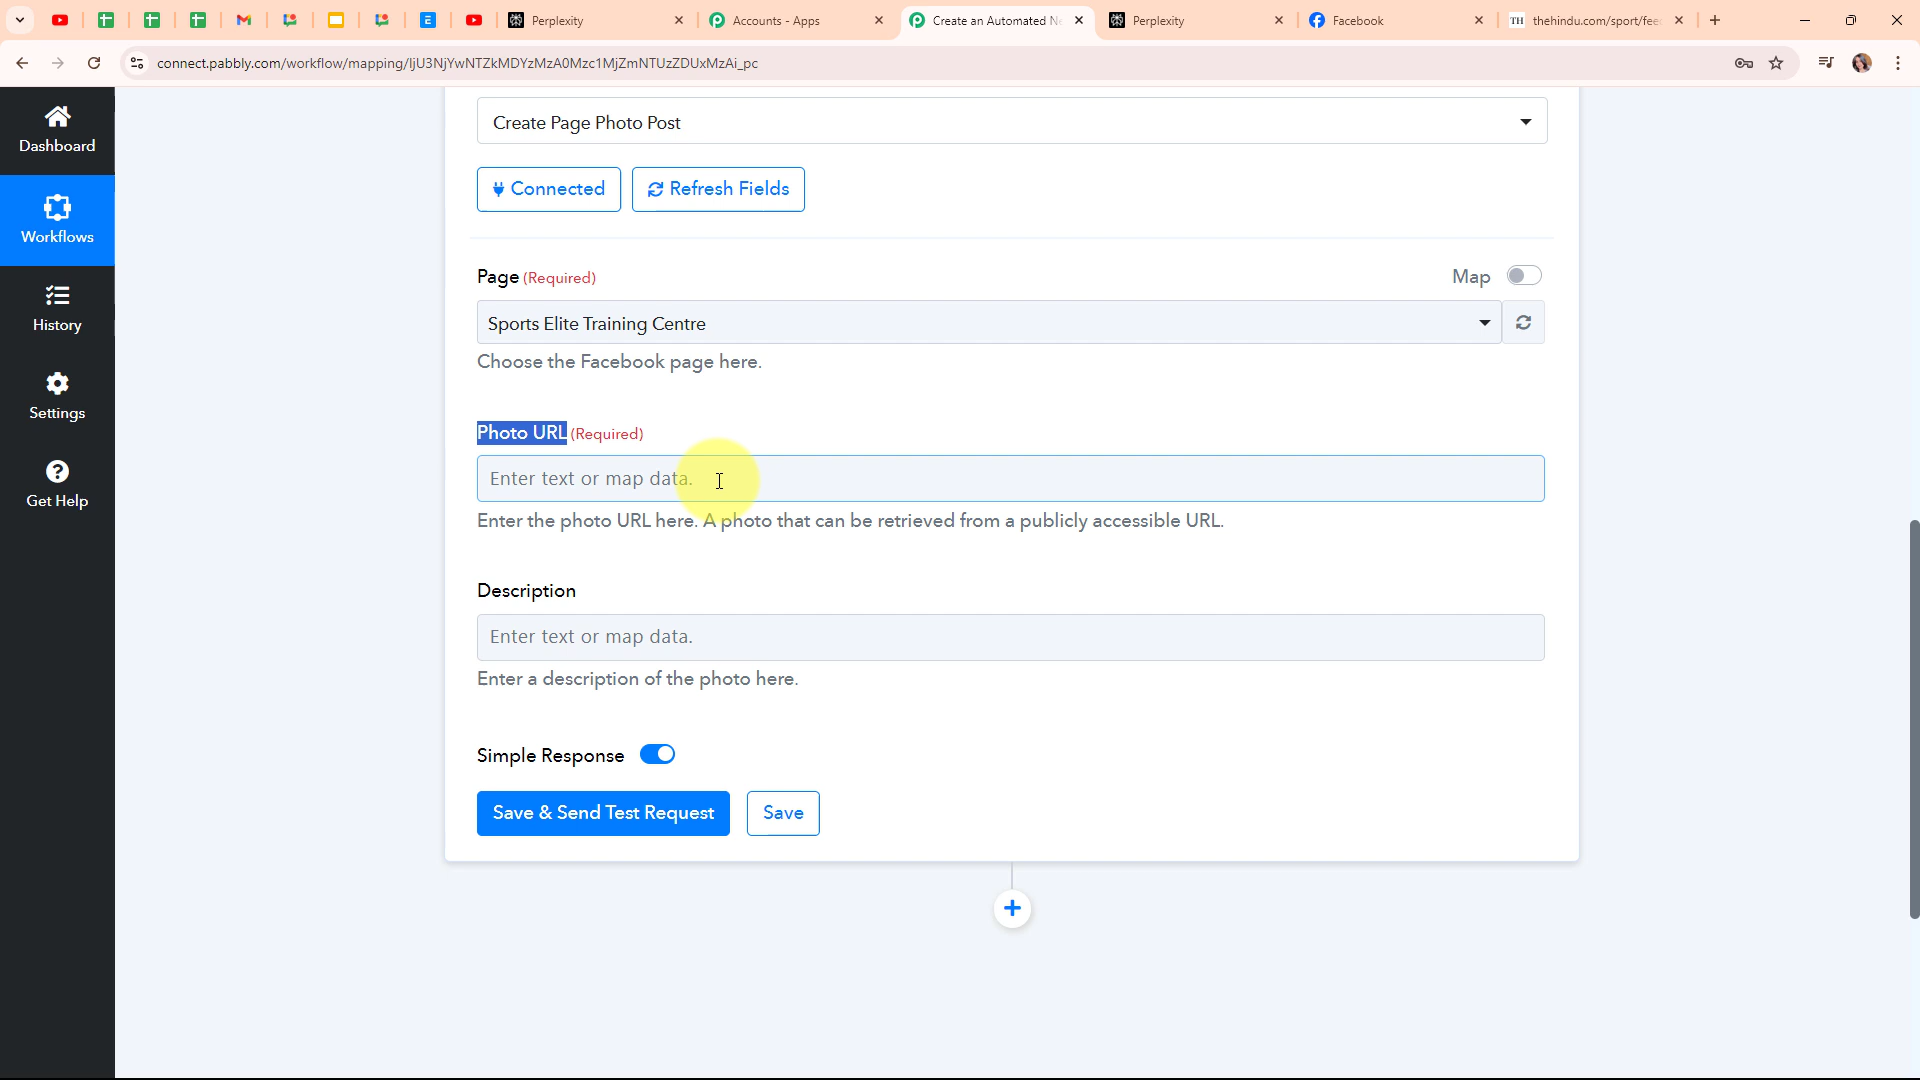 Perplexity
Accounts - Apps
Create an Automated Ne
Perplexity
Facebook
TH thehindu.com/sport/fee
connect.pabbly.com/workflow/mapping/IjU3NjYwNTZkMDYzMzA0Mzc1MjZmNTUzZDUxMzAi_pc
Dashboard
Workflows
History
Settings
Get Help
Create Page Photo Post
Connected
Refresh Fields
Page (Required)
Map
Sports Elite Training Centre
Choose the Facebook page here.
Photo URL (Required)
Enter text or map data.
Enter the photo URL here. A photo that can be retrieved from a publicly accessible URL.
Description
Enter text or map data.
Enter a description of the photo here.
Simple Response
Save & Send Test Request
Save